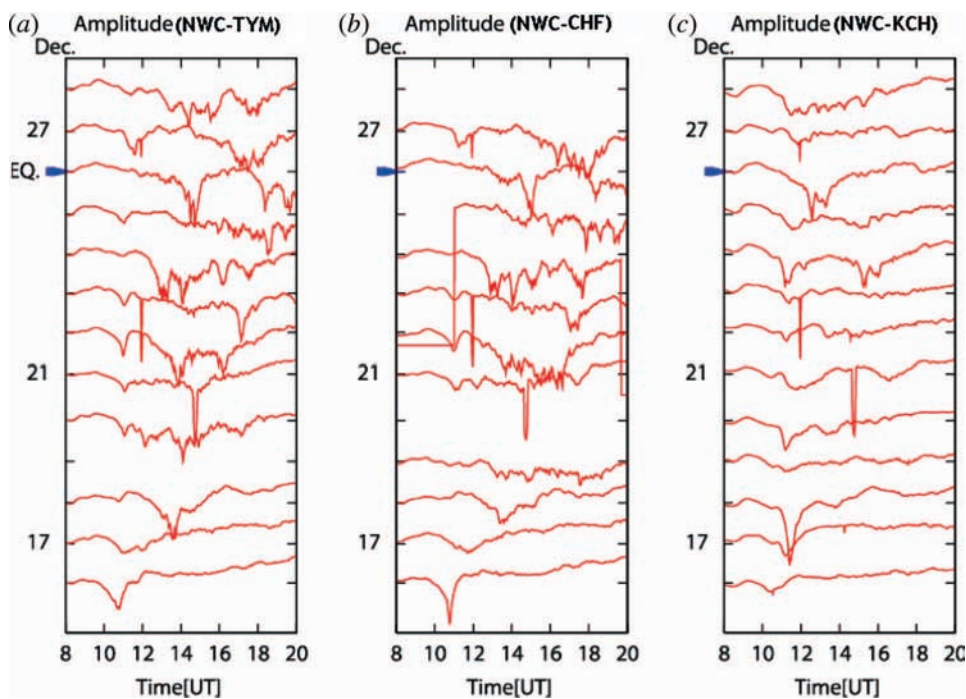 (a) Amplitude (NWC-TYM) (b) Amplitude (NWC-CHF) (c) Amplitude (NWC-KCH)
Dec. Dec. Dec.
27 27 27
EQ.
21 21 21
17 17 17
8 10 12 14 16 18 20 8 10 12 14 16 18 20 8 10 12 14 16 18 20
Time[UT] Time[UT] Time[UT]